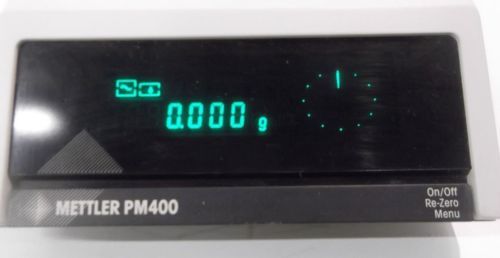 0.000 g
METTLER PM400
On/Off
Re-Zero
Menu